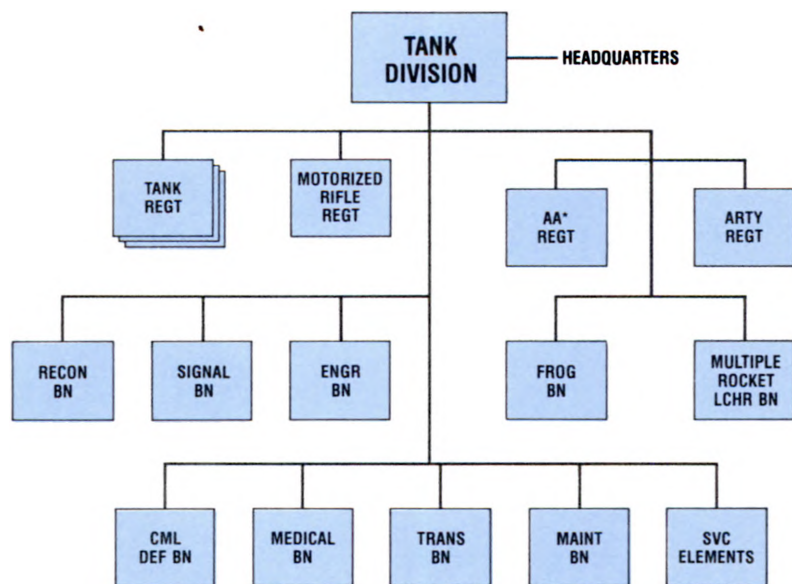 TANK
DIVISION
HEADQUARTERS
TANK
REGT
MOTORIZED
RIFLE
REGT
AA*
REGT
ARTY
REGT
RECON
BN
SIGNAL
BN
ENGR
BN
FROG
BN
MULTIPLE
ROCKET
LCHR BN
CML
DEF BN
MEDICAL
BN
TRANS
BN
MAINT
BN
SVC
ELEMENTS